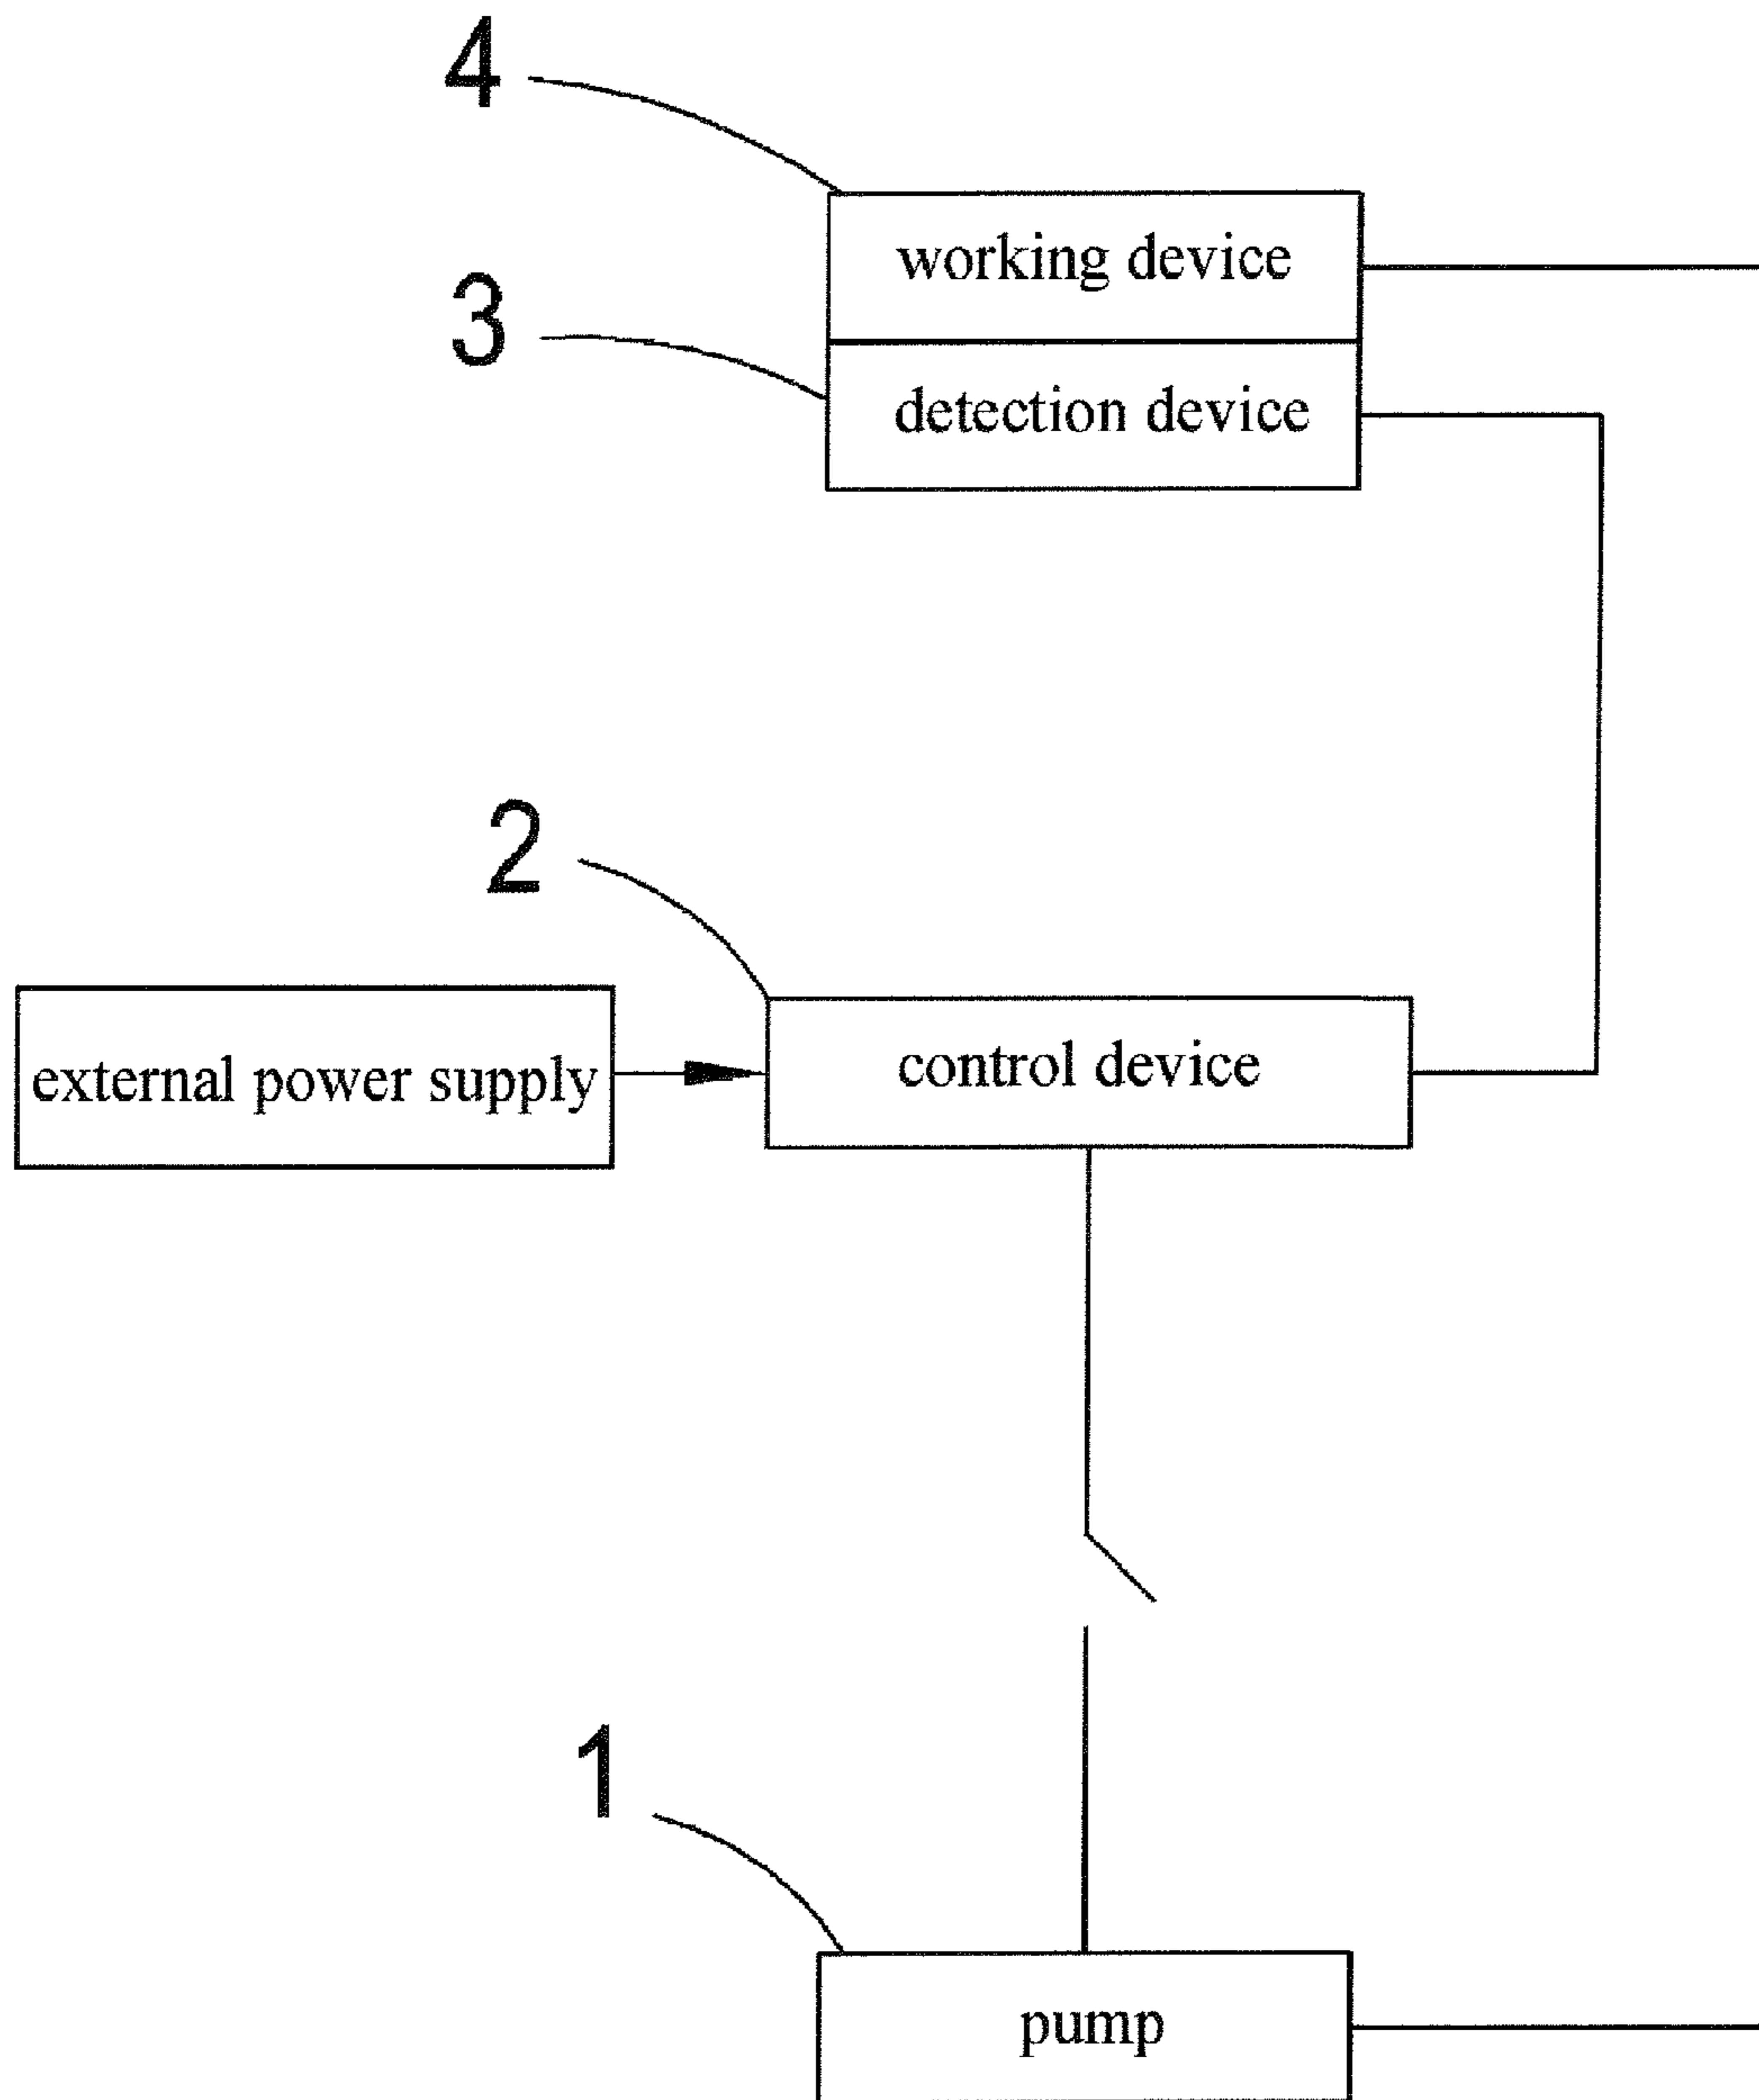 4
working device
3
detection device
2
external power supply
control device
1
pump